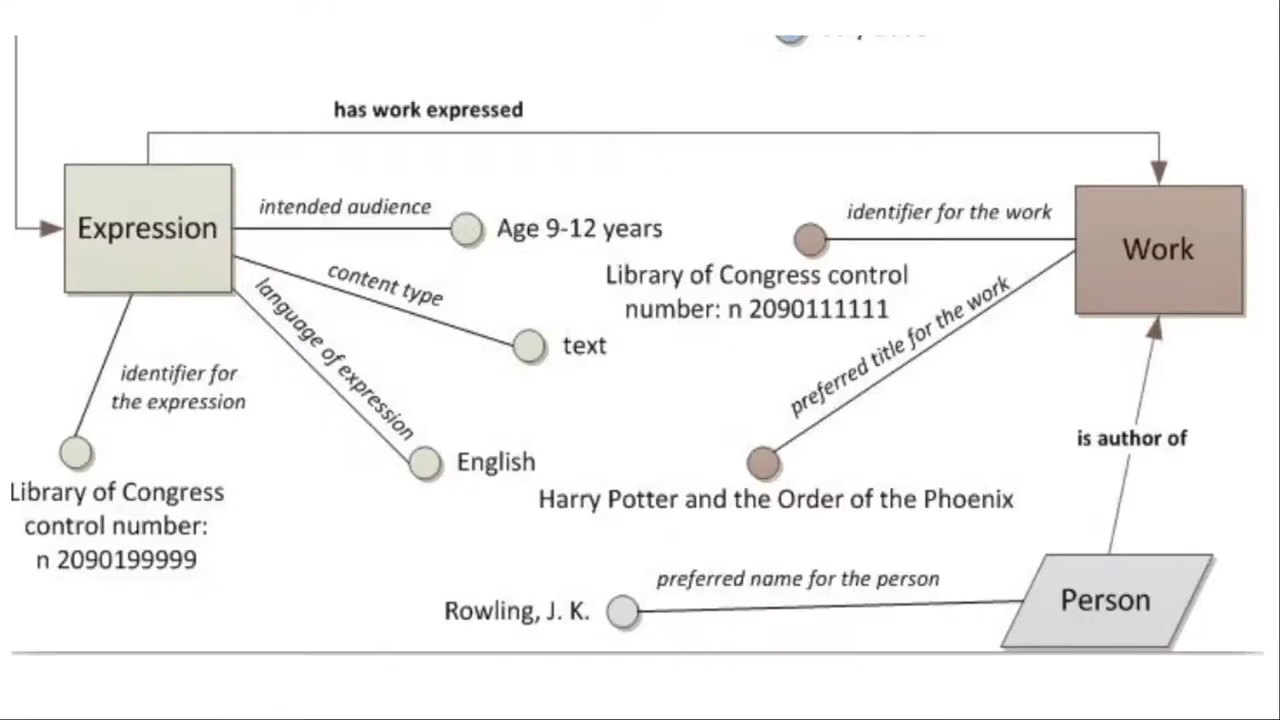 has work expressed
Expression
intended audience
Age 9-12 years
identifier for the work
Work
Library of Congress control
number: n 2090111111
content type
text
language of expression
preferred title for the work
identifier for
the expression
English
Harry Potter and the Order of the Phoenix
is author of
Library of Congress
control number:
n 2090199999
preferred name for the person
Rowling, J. K.
Person